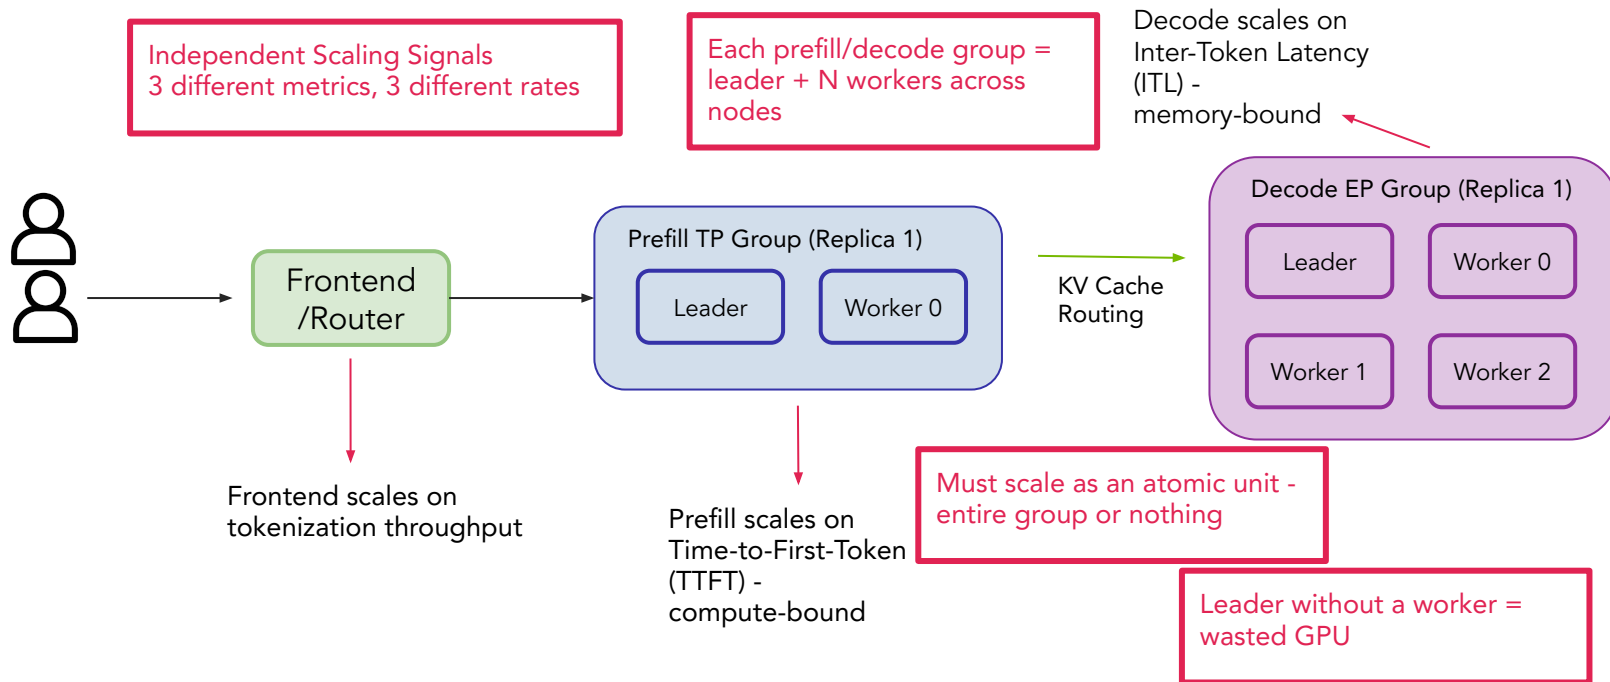 Independent Scaling Signals
3 different metrics, 3 different rates
Each prefill/decode group =
leader + N workers across
nodes
Decode scales on
Inter-Token Latency
(ITL) -
memory-bound
Frontend
/Router
Prefill TP Group (Replica 1)
Leader
Worker 0
KV Cache
Routing
Decode EP Group (Replica 1)
Leader
Worker 0
Worker 1
Worker 2
Frontend scales on
tokenization throughput
Prefill scales on
Time-to-First-Token
(TTFT) -
compute-bound
Must scale as an atomic unit -
entire group or nothing
Leader without a worker =
wasted GPU